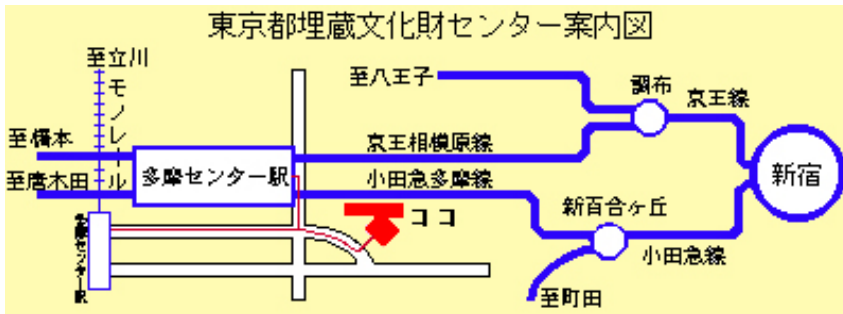 東京都埋蔵文化財センター案内図
至立川
モノレール
至八王子
調布
京王線
至橋本
京王相模原線
多摩センター駅
新宿
至唐木田
小田急多摩線
ココ
新百合ヶ丘
多摩センター駅
小田急線
至町田